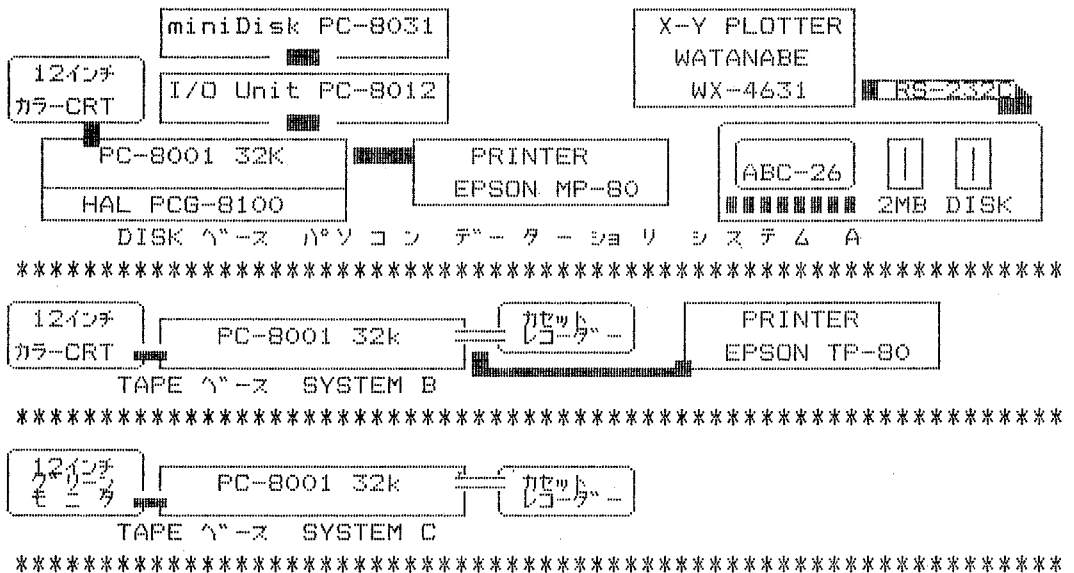 miniDisk PC-8031
I/O Unit PC-8012
12インチ
カラーCRT
PC-8001 32K
HAL PCG-8100
PRINTER
EPSON MP-80
X-Y PLOTTER
WATANABE
WX-4631
RS-232C
ABC-26
2MB DISK
DISK ベース パソコン データーショリ システム A
******************************************************************
12インチ
カラーCRT
PC-8001 32k
カセット
レコーダー
PRINTER
EPSON TP-80
TAPE ベース SYSTEM B
******************************************************************
12インチ
グリーン
モニタ
PC-8001 32k
カセット
レコーダー
TAPE ベース SYSTEM C
******************************************************************